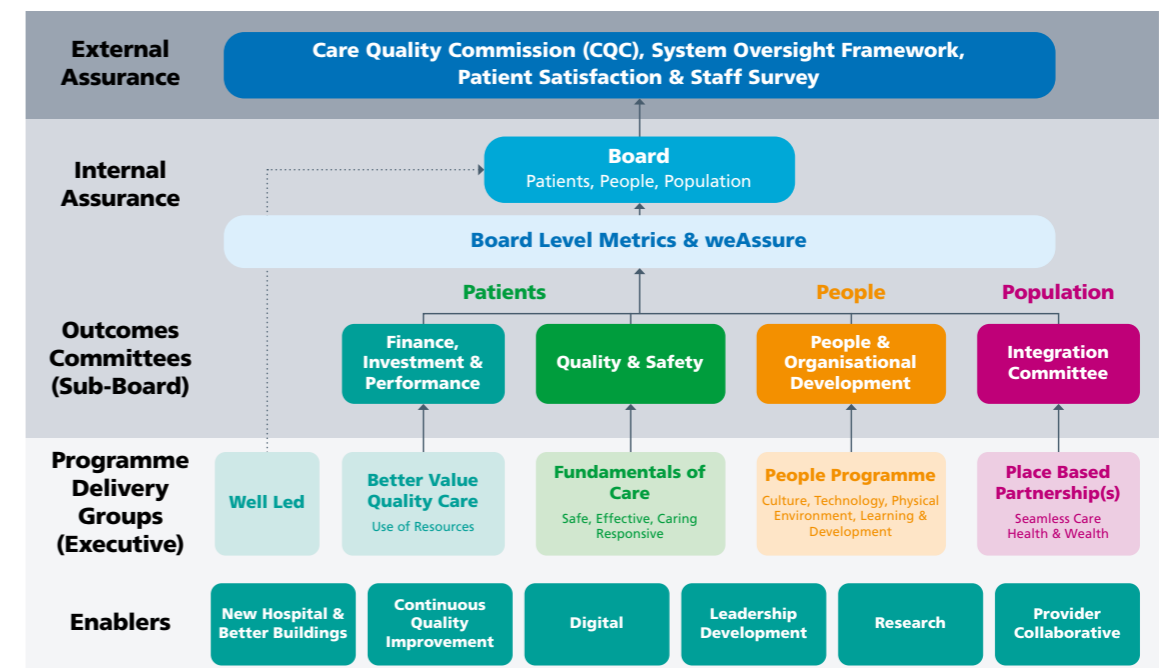 External
Assurance
Care Quality Commission (CQC), System Oversight Framework,
Patient Satisfaction & Staff Survey
Internal
Assurance
Board
Patients, People, Population
Board Level Metrics & weAssure
Patients
People
Population
Outcomes
Committees
(Sub-Board)
Finance,
Investment &
Performance
Quality & Safety
People &
Organisational
Development
Integration
Committee
Programme
Delivery
Groups
(Executive)
Well Led
Better Value
Quality Care
Use of Resources
Fundamentals of
Care
Safe, Effective, Caring
Responsive
People Programme
Culture, Technology, Physical
Environment, Learning &
Development
Place Based
Partnership(s)
Seamless Care
Health & Wealth
Enablers
New Hospital &
Better Buildings
Continuous
Quality
Improvement
Digital
Leadership
Development
Research
Provider
Collaborative